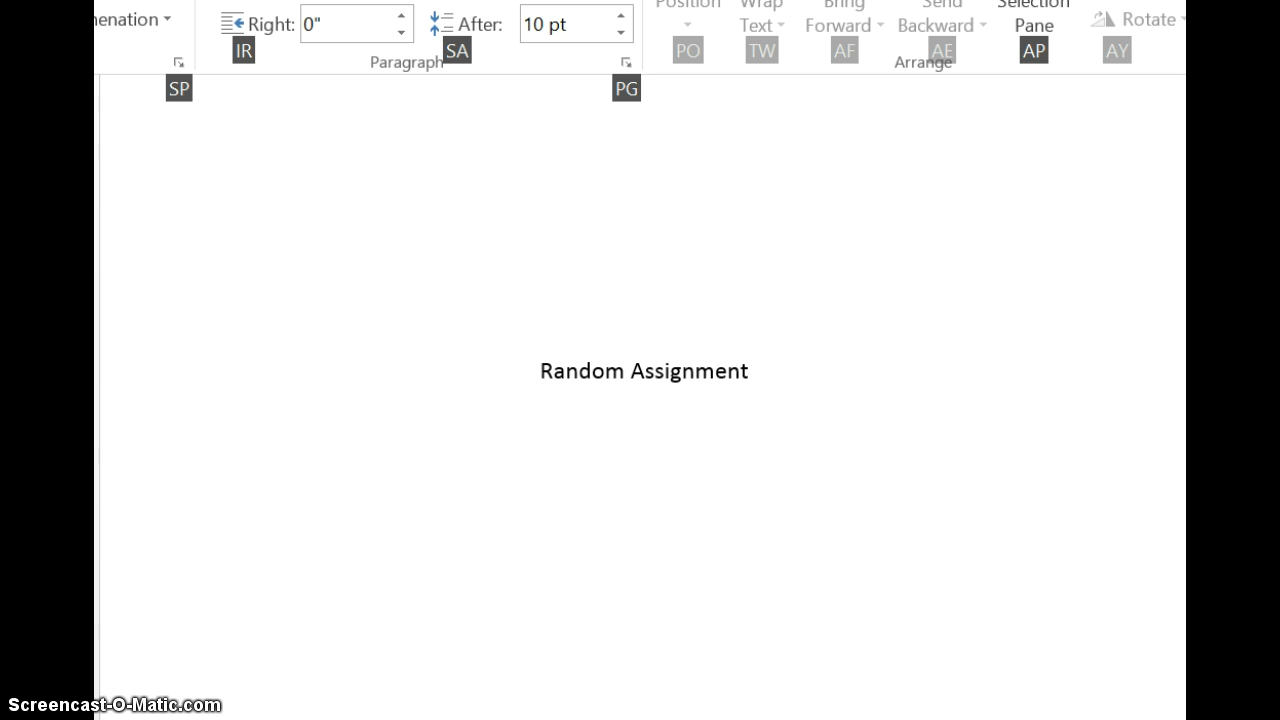 Position Wrap Bring Send Selection
henation Right: 0" After: 10 pt Text Forward Backward Pane Rotate
IR SA PO TW AF AE AP AY
Paragraph Arrange
SP PG
Random Assignment
Screencast-O-Matic.com